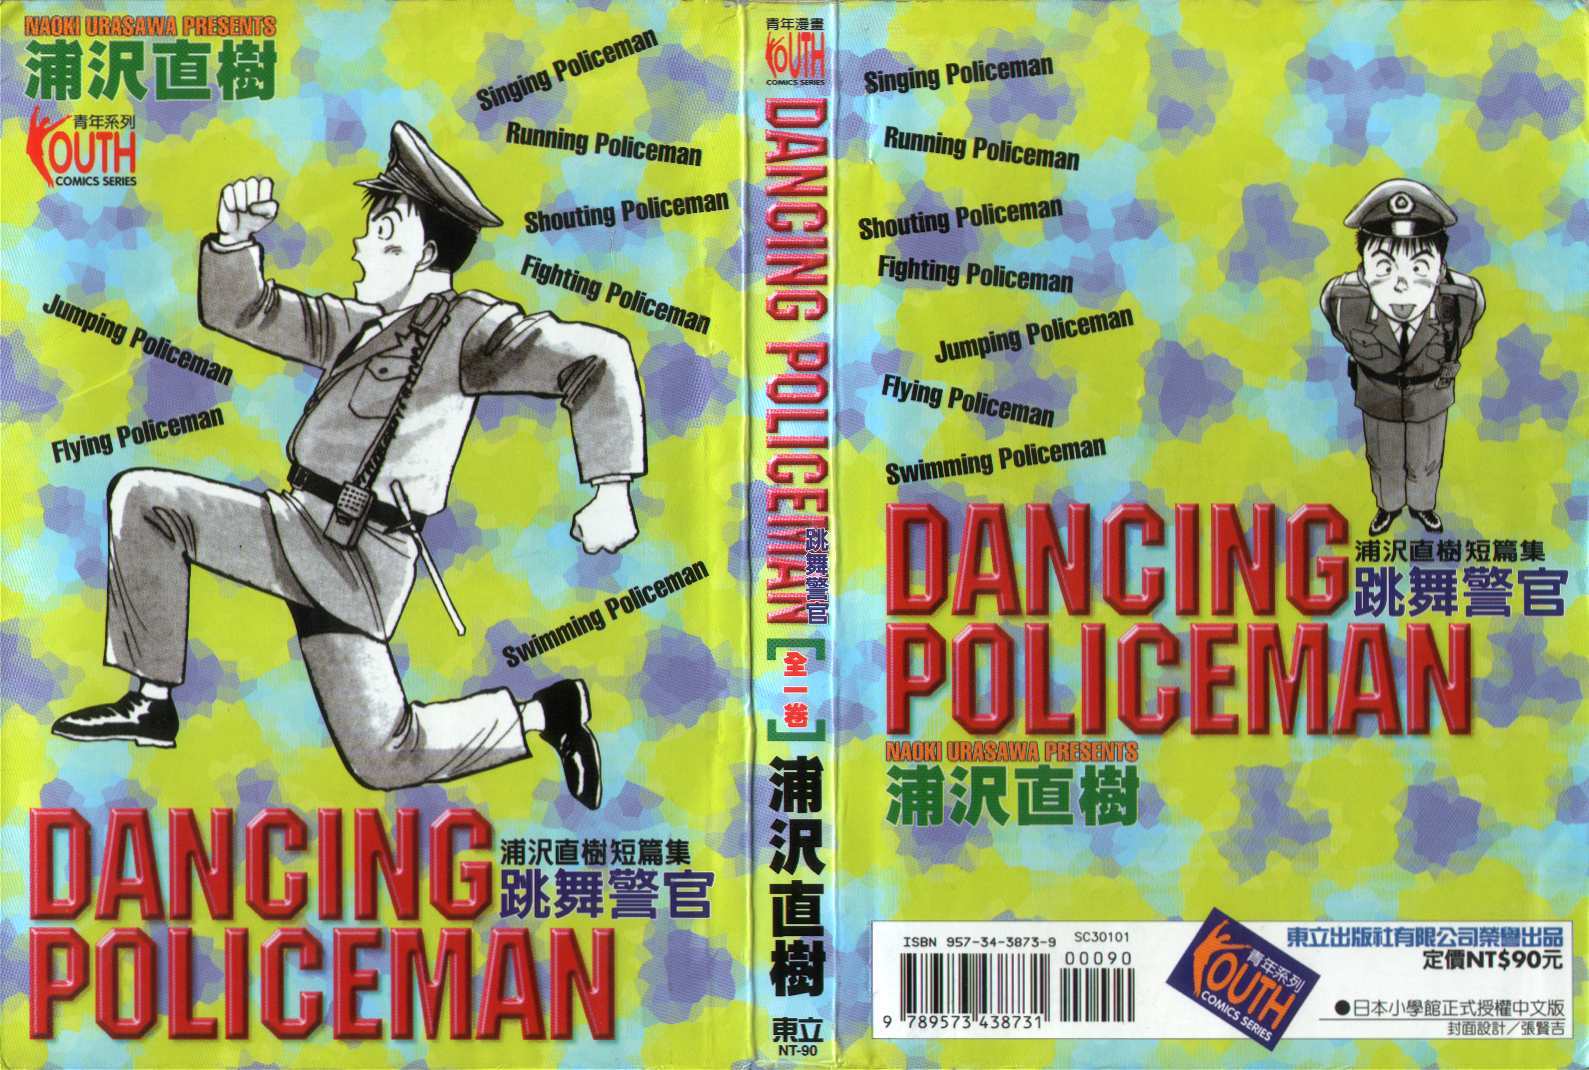 NAOKI URASAWA PRESENTS
浦沢直樹
青年系列
YOUTH
COMICS SERIES
Singing Policeman
Running Policeman
Shouting Policeman
Fighting Policeman
Jumping Policeman
Flying Policeman
Swimming Policeman
DANCING
浦沢直樹短篇集
跳舞警官
POLICEMAN
青年漫畫
YOUTH
COMICS SERIES
DANCING POLICEMAN
跳舞警官
[全一卷]
浦沢直樹
東立
NT-90
Singing Policeman
Running Policeman
Shouting Policeman
Fighting Policeman
Jumping Policeman
Flying Policeman
Swimming Policeman
DANCING
浦沢直樹短篇集
跳舞警官
POLICEMAN
NAOKI URASAWA PRESENTS
浦沢直樹
ISBN 957-34-3873-9
SC30101
00090
9 789573 438731
青年系列
YOUTH
COMICS SERIES
東立出版社有限公司榮譽出品
定價NT$90元
●日本小學館正式授權中文版
封面設計／張賢吉